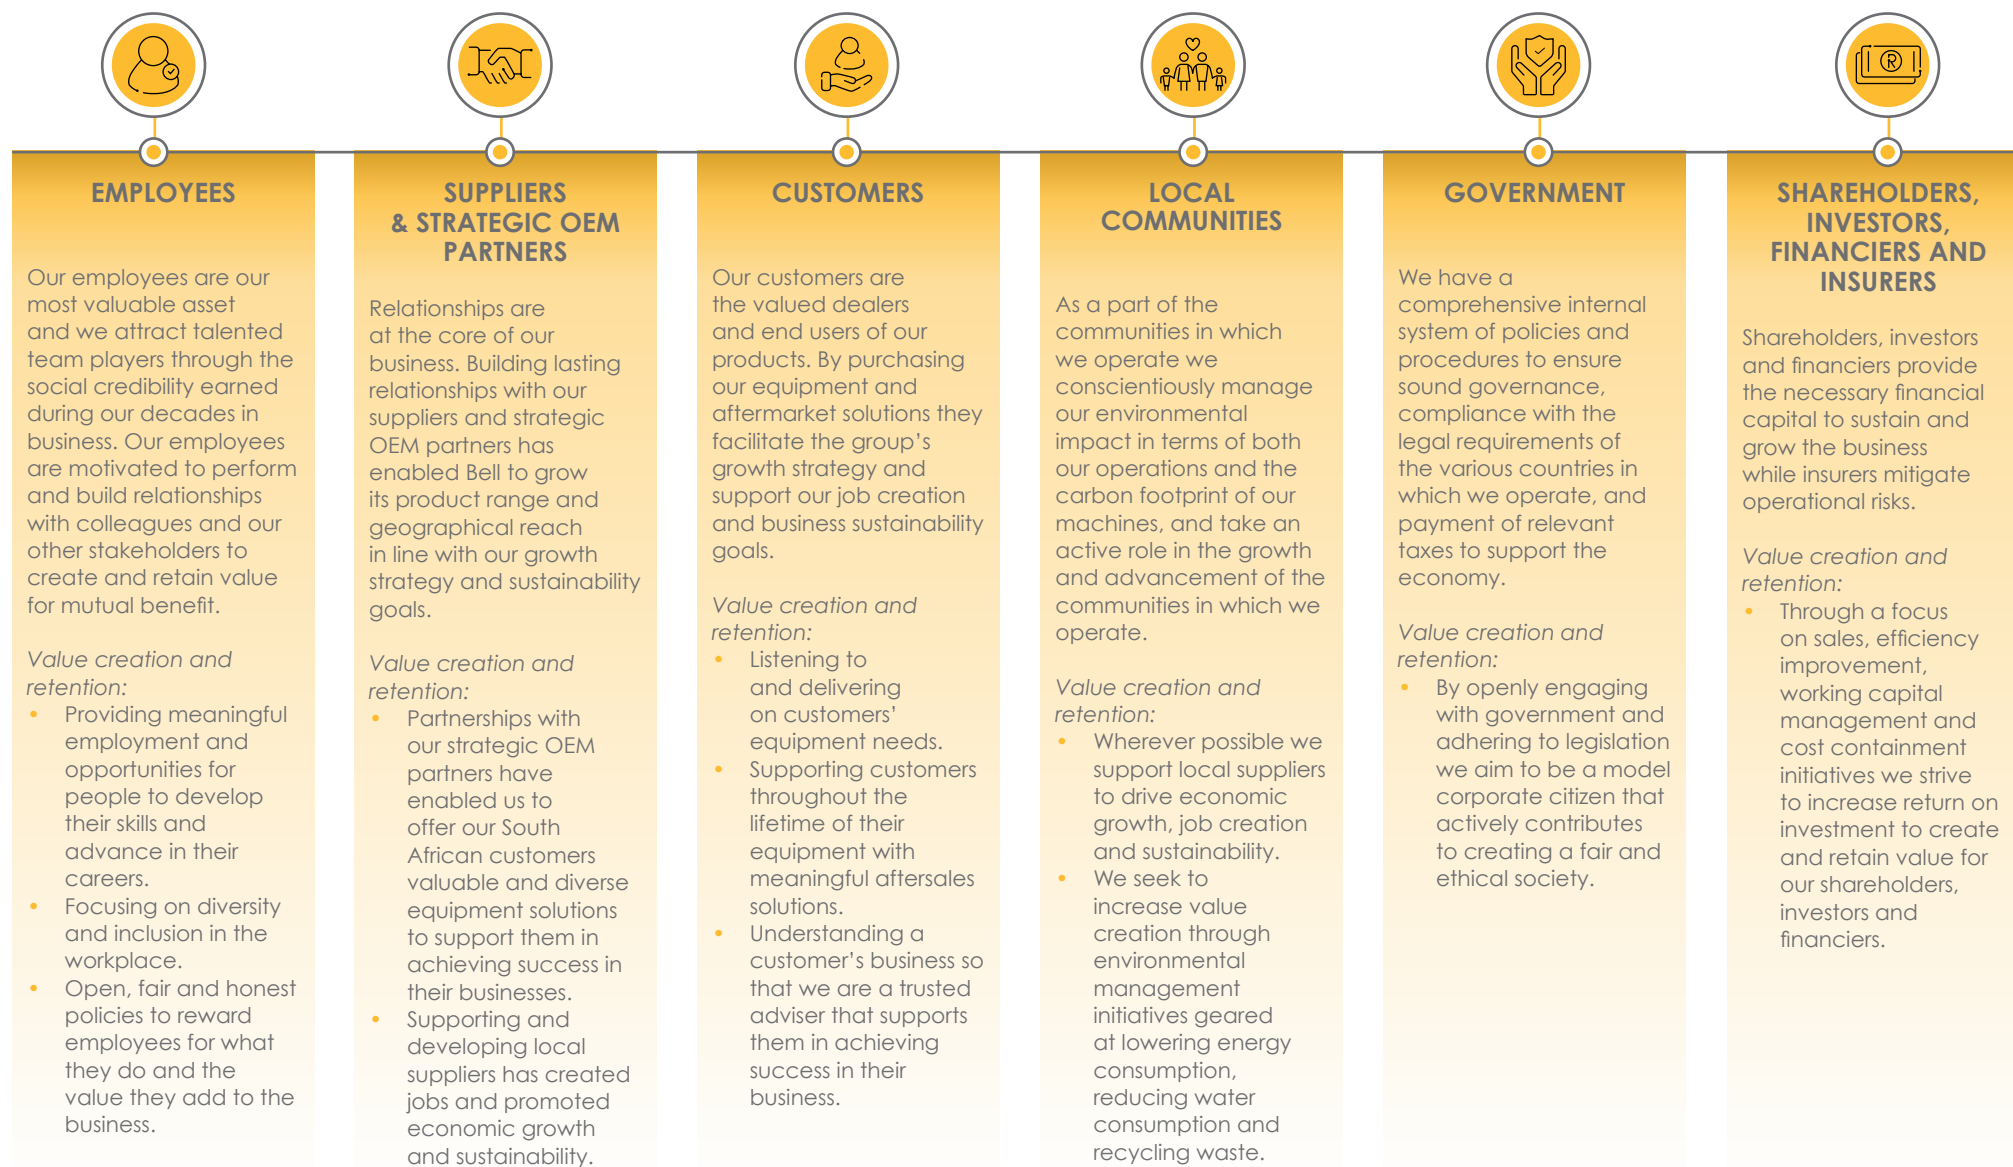 EMPLOYEES
Our employees are our
most valuable asset
and we attract talented
team players through the
social credibility earned
during our decades in
business. Our employees
are motivated to perform
and build relationships
with colleagues and our
other stakeholders to
create and retain value
for mutual benefit.
Value creation and
retention:
• Providing meaningful
employment and
opportunities for
people to develop
their skills and
advance in their
careers.
• Focusing on diversity
and inclusion in the
workplace.
• Open, fair and honest
policies to reward
employees for what
they do and the
value they add to the
business.
SUPPLIERS
& STRATEGIC OEM
PARTNERS
Relationships are
at the core of our
business. Building lasting
relationships with our
suppliers and strategic
OEM partners has
enabled Bell to grow
its product range and
geographical reach
in line with our growth
strategy and sustainability
goals.
Value creation and
retention:
• Partnerships with
our strategic OEM
partners have
enabled us to
offer our South
African customers
valuable and diverse
equipment solutions
to support them in
achieving success in
their businesses.
• Supporting and
developing local
suppliers has created
jobs and promoted
economic growth
and sustainability.
CUSTOMERS
Our customers are
the valued dealers
and end users of our
products. By purchasing
our equipment and
aftermarket solutions they
facilitate the group's
growth strategy and
support our job creation
and business sustainability
goals.
Value creation and
retention:
• Listening to
and delivering
on customers'
equipment needs.
• Supporting customers
throughout the
lifetime of their
equipment with
meaningful aftersales
solutions.
• Understanding a
customer's business so
that we are a trusted
adviser that supports
them in achieving
success in their
business.
LOCAL
COMMUNITIES
As a part of the
communities in which
we operate we
conscientiously manage
our environmental
impact in terms of both
our operations and the
carbon footprint of our
machines, and take an
active role in the growth
and advancement of the
communities in which we
operate.
Value creation and
retention:
• Wherever possible we
support local suppliers
to drive economic
growth, job creation
and sustainability.
• We seek to
increase value
creation through
environmental
management
initiatives geared
at lowering energy
consumption,
reducing water
consumption and
recycling waste.
GOVERNMENT
We have a
comprehensive internal
system of policies and
procedures to ensure
sound governance,
compliance with the
legal requirements of
the various countries in
which we operate, and
payment of relevant
taxes to support the
economy.
Value creation and
retention:
• By openly engaging
with government and
adhering to legislation
we aim to be a model
corporate citizen that
actively contributes
to creating a fair and
ethical society.
R
SHAREHOLDERS,
INVESTORS,
FINANCIERS AND
INSURERS
Shareholders, investors
and financiers provide
the necessary financial
capital to sustain and
grow the business
while insurers mitigate
operational risks.
Value creation and
retention:
• Through a focus
on sales, efficiency
improvement,
working capital
management and
cost containment
initiatives we strive
to increase return on
investment to create
and retain value for
our shareholders,
investors and
financiers.